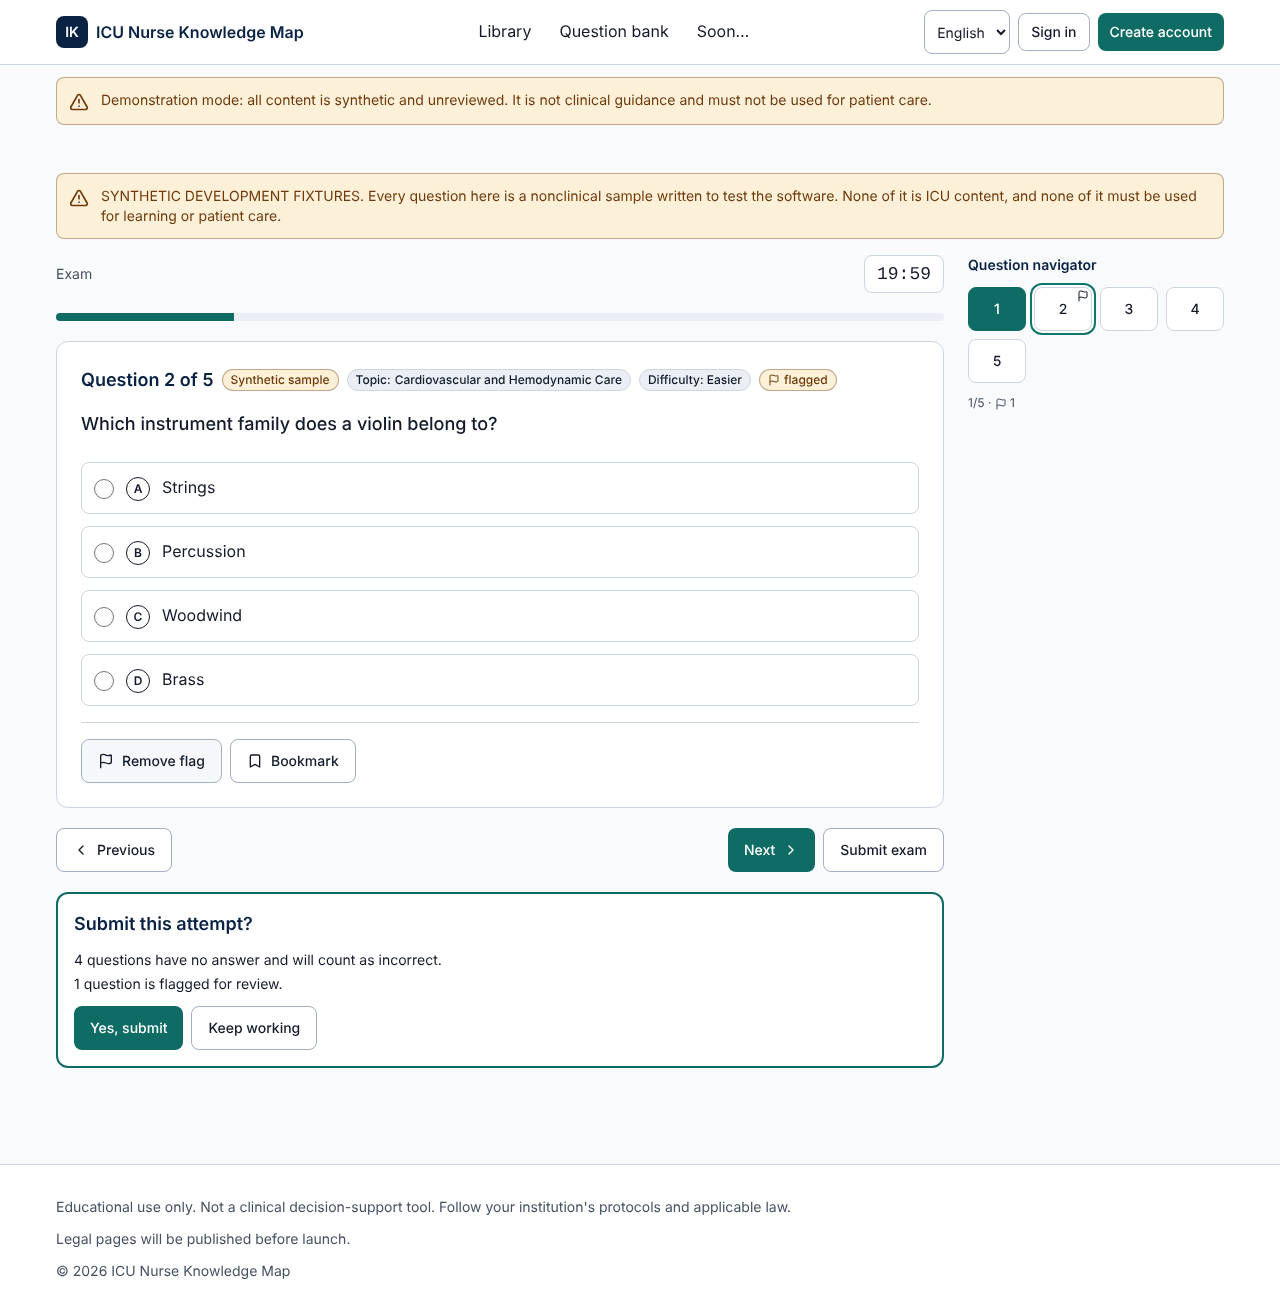 IK ICU Nurse Knowledge Map
Library Question bank Soon...
English Sign in Create account
Demonstration mode: all content is synthetic and unreviewed. It is not clinical guidance and must not be used for patient care.
SYNTHETIC DEVELOPMENT FIXTURES. Every question here is a nonclinical sample written to test the software. None of it is ICU content, and none of it must be used
for learning or patient care.
Exam
19:59
Question 2 of 5 Synthetic sample Topic: Cardiovascular and Hemodynamic Care Difficulty: Easier flagged
Which instrument family does a violin belong to?
A Strings
B Percussion
C Woodwind
D Brass
Remove flag Bookmark
Previous
Next
Submit exam
Submit this attempt?
4 questions have no answer and will count as incorrect.
1 question is flagged for review.
Yes, submit Keep working
Question navigator
1 2 3 4
5
1/5 · 1
Educational use only. Not a clinical decision-support tool. Follow your institution's protocols and applicable law.
Legal pages will be published before launch.
© 2026 ICU Nurse Knowledge Map